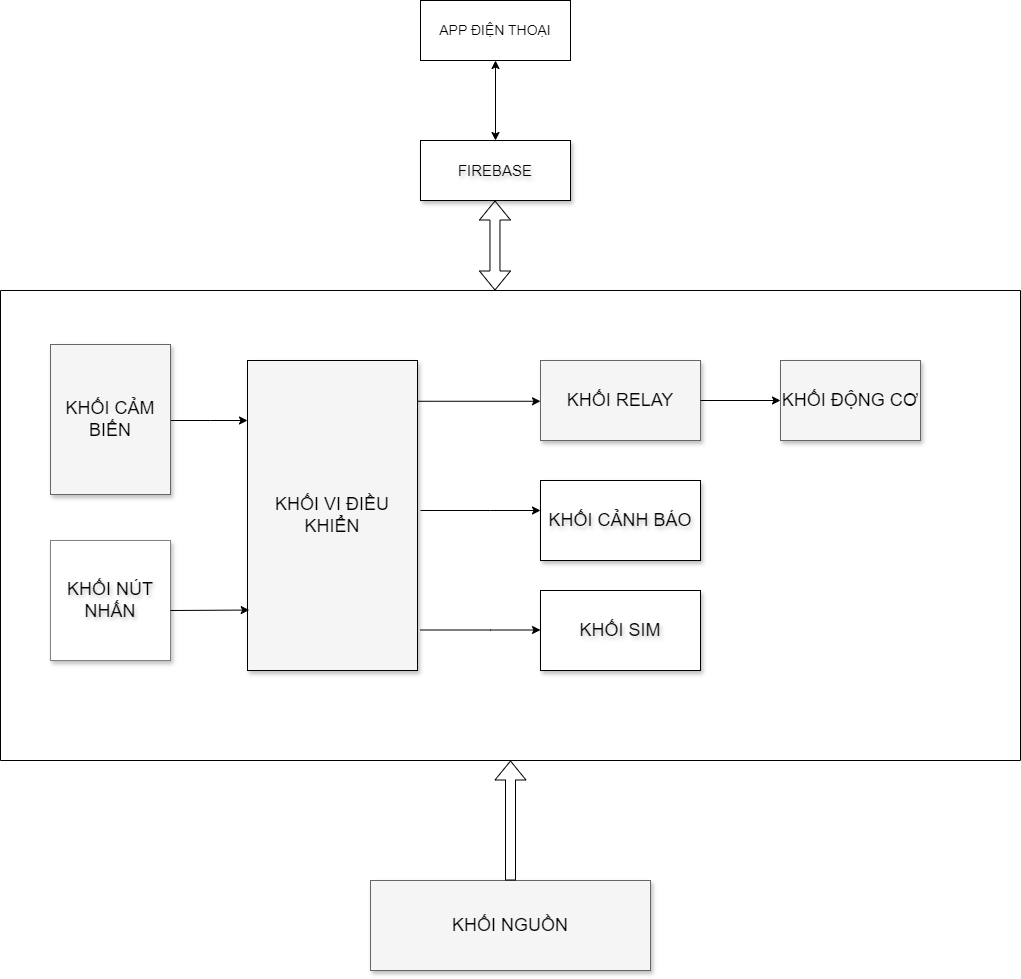 APP ĐIỆN THOẠI
FIREBASE
KHỐI CẢM
BIẾN
KHỐI VI ĐIỀU
KHIỂN
KHỐI RELAY
KHỐI ĐỘNG CƠ
KHỐI CẢNH BÁO
KHỐI NÚT
NHẤN
KHỐI SIM
KHỐI NGUỒN